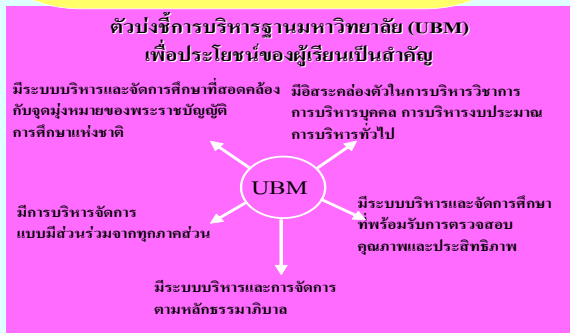 ตัวบ่งชี้การบริหารฐานมหาวิทยาลัย (UBM)
เพื่อประโยชน์ของผู้เรียนเป็นสำคัญ
มีระบบบริหารและจัดการศึกษาที่สอดคล้อง
กับจุดมุ่งหมายของพระราชบัญญัติ
การศึกษาแห่งชาติ
มีอิสระคล่องตัวในการบริหารวิชาการ
การบริหารบุคคล การบริหารงบประมาณ
การบริหารทั่วไป
UBM
มีการบริหารจัดการ
แบบมีส่วนร่วมจากทุกภาคส่วน
มีระบบบริหารและจัดการศึกษา
ที่พร้อมรับการตรวจสอบ
คุณภาพและประสิทธิภาพ
มีระบบบริหารและการจัดการ
ตามหลักธรรมาภิบาล